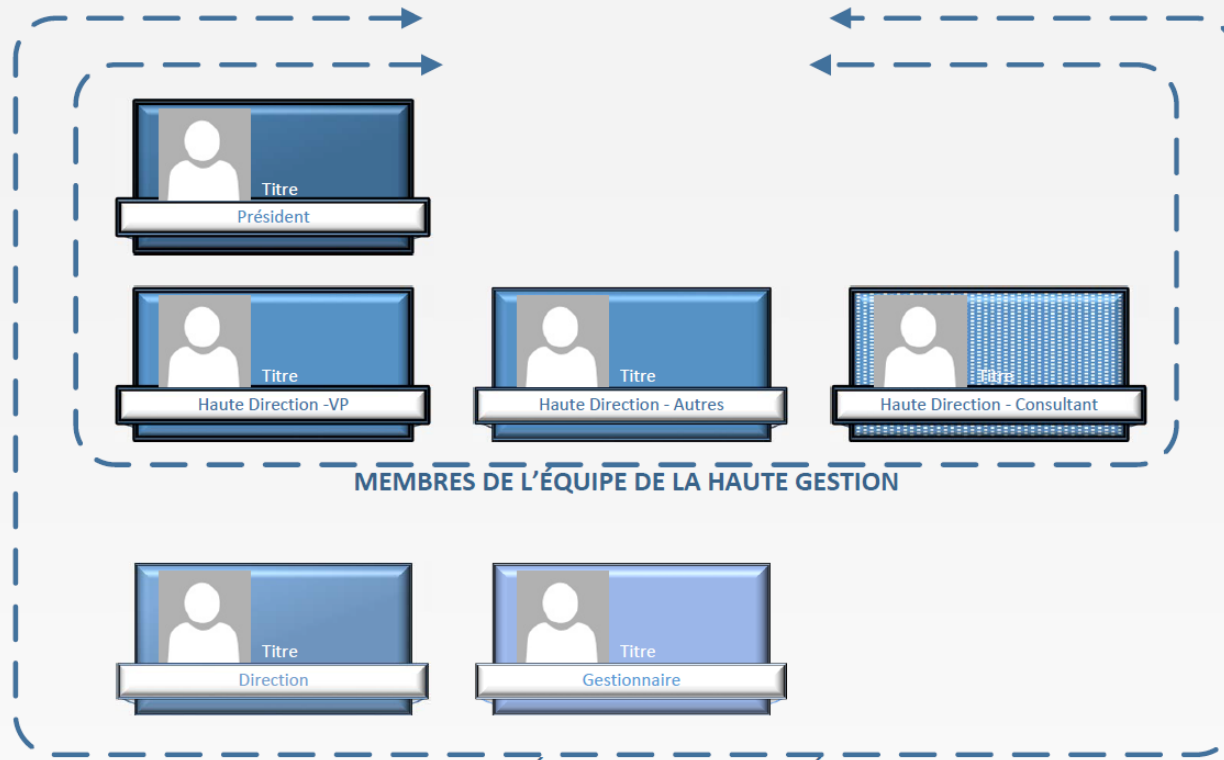 Titre
Président
Titre
Haute Direction -VP
Titre
Haute Direction - Autres
Titre
Haute Direction - Consultant
MEMBRES DE L'ÉQUIPE DE LA HAUTE GESTION
Titre
Direction
Titre
Gestionnaire